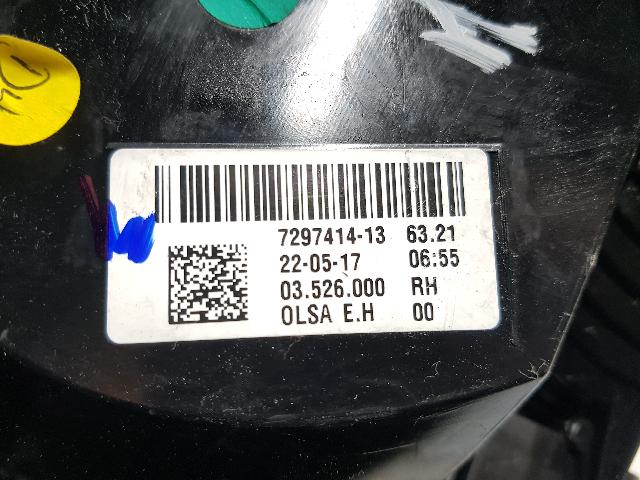 7297414-13 63.21
22-05-17 06:55
03.526.000 RH
OLSA E.H 00